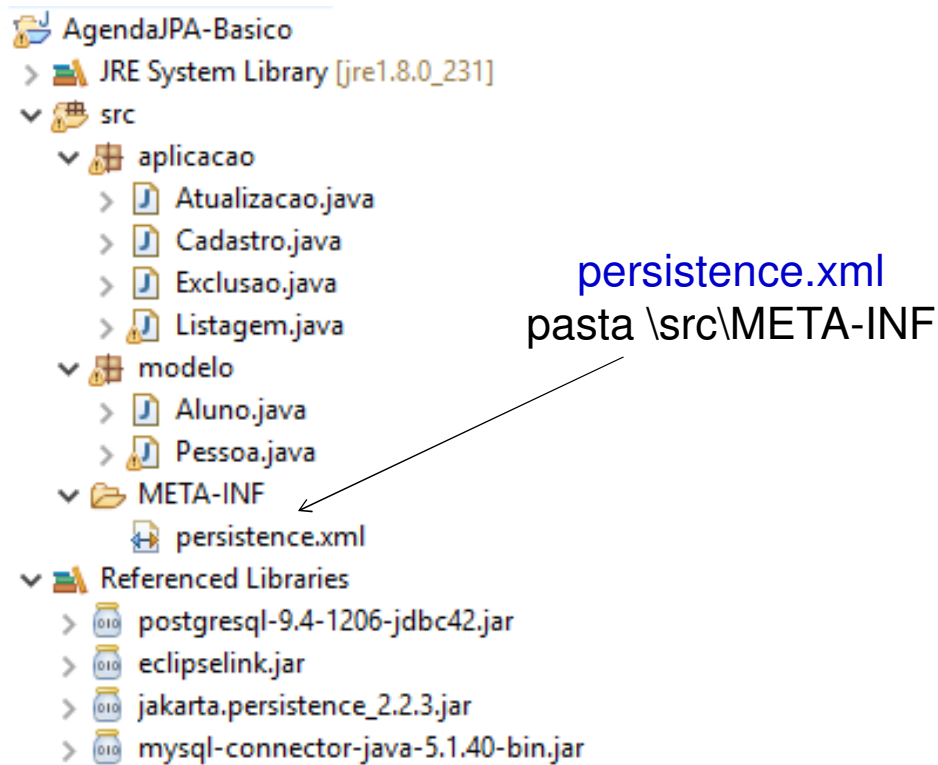 AgendaJPA-Basico
JRE System Library [jre1.8.0_231]
src
aplicacao
Atualizacao.java
Cadastro.java
Exclusao.java
Listagem.java
modelo
Aluno.java
Pessoa.java
META-INF
persistence.xml
Referenced Libraries
postgresql-9.4-1206-jdbc42.jar
eclipselink.jar
jakarta.persistence_2.2.3.jar
mysql-connector-java-5.1.40-bin.jar
persistence.xml
pasta \src\META-INF